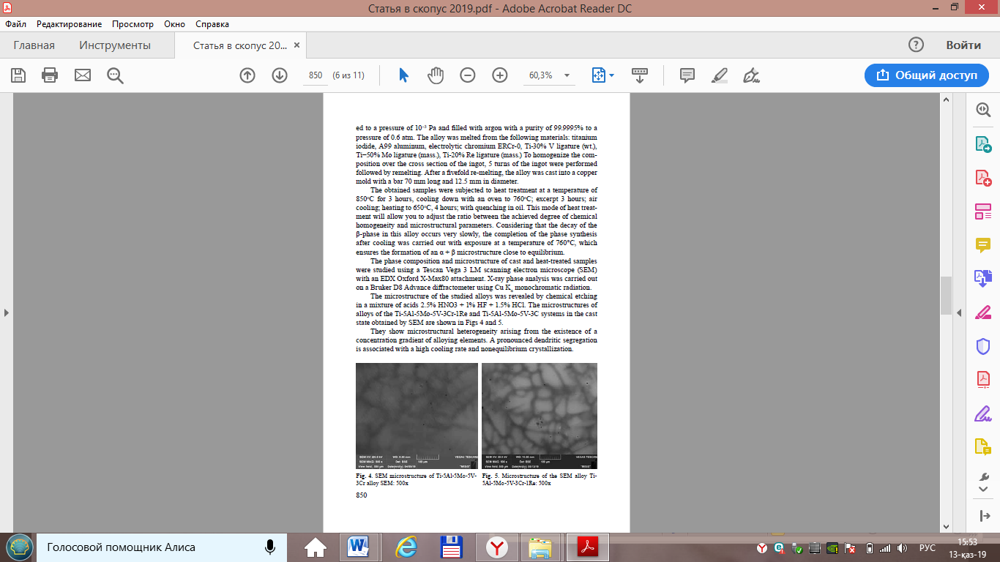 Статья в скопус 2019.pdf - Adobe Acrobat Reader DC
Файл Редактирование Просмотр Окно Справка
Главная Инструменты Статья в скопус 20... × Войти
850 (6 из 11) 60,3% Общий доступ
ed to a pressure of 10⁻³ Pa and filled with argon with a purity of 99.9995% to a
pressure of 0.6 atm. The alloy was melted from the following materials: titanium
iodide, A99 aluminum, electrolytic chromium ERCr-0, Ti-30% V ligature (wt.),
Ti−50% Mo ligature (mass.), Ti-20% Re ligature (mass.) To homogenize the com-
position over the cross section of the ingot, 5 turns of the ingot were performed
followed by remelting. After a fivefold re-melting, the alloy was cast into a copper
mold with a bar 70 mm long and 12.5 mm in diameter.
The obtained samples were subjected to heat treatment at a temperature of
850°C for 3 hours, cooling down with an oven to 760°C; excerpt 3 hours; air
cooling; heating to 650°C, 4 hours; with quenching in oil. This mode of heat treat-
ment will allow you to adjust the ratio between the achieved degree of chemical
homogeneity and microstructural parameters. Considering that the decay of the
β-phase in this alloy occurs very slowly, the completion of the phase synthesis
after cooling was carried out with exposure at a temperature of 760°C, which
ensures the formation of an α + β microstructure close to equilibrium.
The phase composition and microstructure of cast and heat-treated samples
were studied using a Tescan Vega 3 LM scanning electron microscope (SEM)
with an EDX Oxford X-Max80 attachment. X-ray phase analysis was carried out
on a Bruker D8 Advance diffractometer using Cu Kα monochromatic radiation.
The microstructure of the studied alloys was revealed by chemical etching
in a mixture of acids 2.5% HNO3 + 1% HF + 1.5% HCl. The microstructures of
alloys of the Ti-5Al-5Mo-5V-3Cr-1Re and Ti-5Al-5Mo-5V-3C systems in the cast
state obtained by SEM are shown in Figs 4 and 5.
They show microstructural heterogeneity arising from the existence of a
concentration gradient of alloying elements. A pronounced dendritic segregation
is associated with a high cooling rate and nonequilibrium crystallization.
Fig. 4. SEM microstructure of Ti-5Al-5Mo-5V-
3Cr alloy SEM: 500x
Fig. 5. Microstructure of the SEM alloy Ti-
5Al-5Mo-5V-3Cr-1Re: 500x
850
Голосовой помощник Алиса
РУС
15:53
13-қаз-19